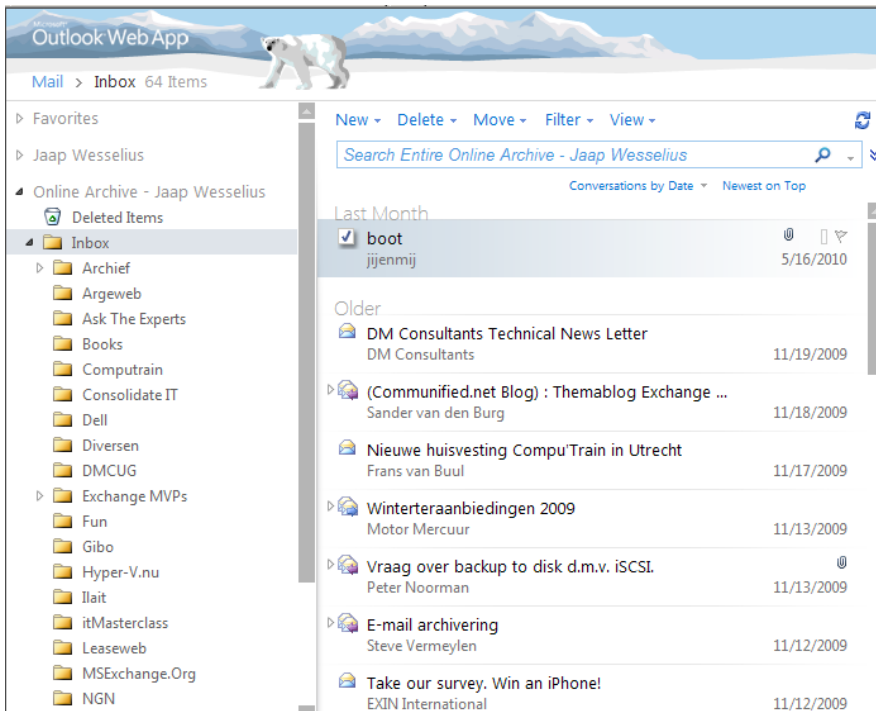 Microsoft
Outlook Web App
Mail > Inbox 64 Items
Favorites
Jaap Wesselius
Online Archive - Jaap Wesselius
Deleted Items
Inbox
Archief
Argeweb
Ask The Experts
Books
Computrain
Consolidate IT
Dell
Diversen
DMCUG
Exchange MVPs
Fun
Gibo
Hyper-V.nu
Ilait
itMasterclass
Leaseweb
MSExchange.Org
NGN
New Delete Move Filter View
Search Entire Online Archive - Jaap Wesselius
Conversations by Date Newest on Top
Last Month
boot
jijenmij 5/16/2010
Older
DM Consultants Technical News Letter
DM Consultants 11/19/2009
(Communified.net Blog) : Themablog Exchange ...
Sander van den Burg 11/18/2009
Nieuwe huisvesting Compu'Train in Utrecht
Frans van Buul 11/17/2009
Winterteraanbiedingen 2009
Motor Mercuur 11/13/2009
Vraag over backup to disk d.m.v. iSCSI.
Peter Noorman 11/13/2009
E-mail archivering
Steve Vermeylen 11/12/2009
Take our survey. Win an iPhone!
EXIN International 11/12/2009